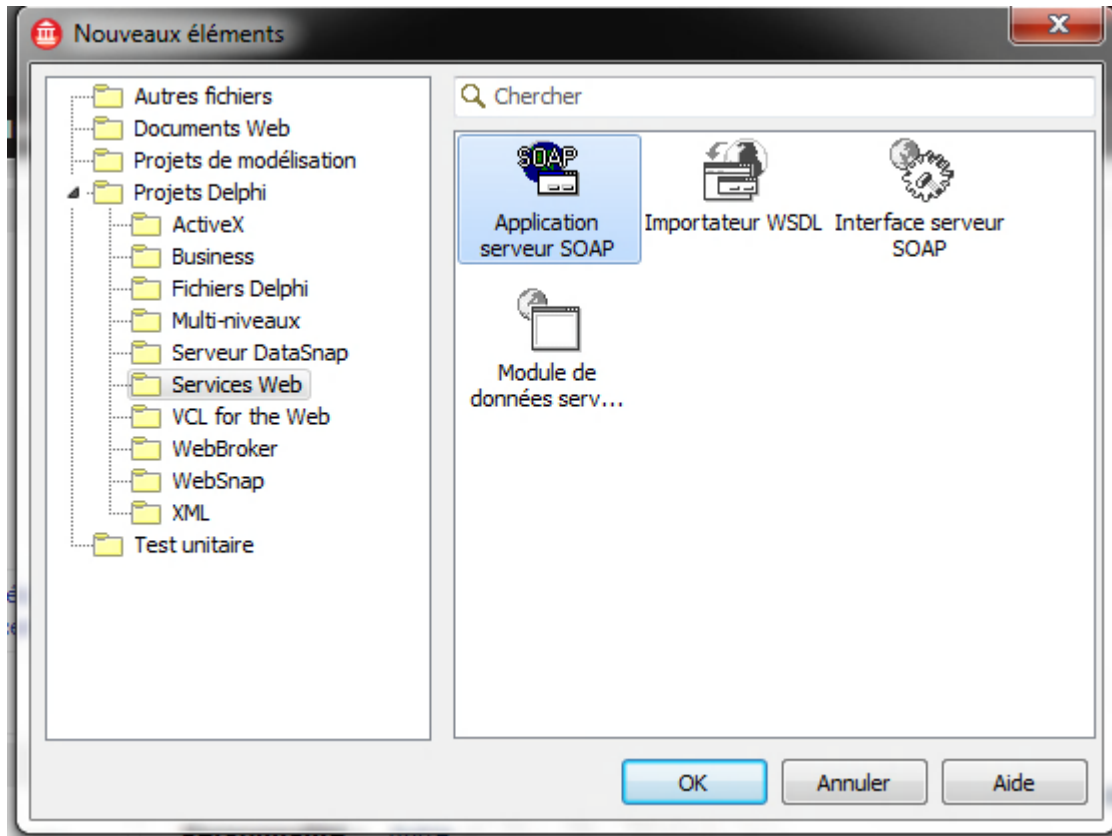 Nouveaux éléments
Autres fichiers
Documents Web
Projets de modélisation
Projets Delphi
ActiveX
Business
Fichiers Delphi
Multi-niveaux
Serveur DataSnap
Services Web
VCL for the Web
WebBroker
WebSnap
XML
Test unitaire
Chercher
SOAP
Application
serveur SOAP
Importateur WSDL
Interface serveur
SOAP
Module de
données serv...
OK
Annuler
Aide